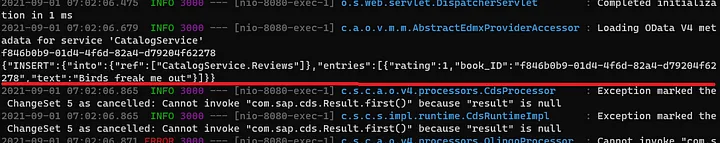 2021-09-01 07:02:06.475  INFO 3000 --- [nio-8080-exec-1] o.s.web.servlet.DispatcherServlet        : Completed initializa
tion in 1 ms
2021-09-01 07:02:06.679  INFO 3000 --- [nio-8080-exec-1] c.a.o.v.m.m.AbstractEdmxProviderAccessor : Loading OData V4 met
adata for service 'CatalogService'
f846b0b9-01d4-4f6d-82a4-d79204f62278
{"INSERT":{"into":{"ref":["CatalogService.Reviews"]},"entries":[{"rating":1,"book_ID":"f846b0b9-01d4-4f6d-82a4-d79204f62
278","text":"Birds freak me out"}]}}
2021-09-01 07:02:06.865  INFO 3000 --- [nio-8080-exec-1] c.s.c.a.o.v4.processors.CdsProcessor     : Exception marked the
 ChangeSet 5 as cancelled: Cannot invoke "com.sap.cds.Result.first()" because "result" is null
2021-09-01 07:02:06.865  INFO 3000 --- [nio-8080-exec-1] c.s.c.s.impl.runtime.CdsRuntimeImpl      : Exception marked the
 ChangeSet 5 as cancelled: Cannot invoke "com.sap.cds.Result.first()" because "result" is null
2021-09-01 07:02:06.871 ERROR 3000 --- [nio-8080-exec-1] c.s.c.a.o.v4.processors.OlingoProcessor  : Cannot invoke "com.s